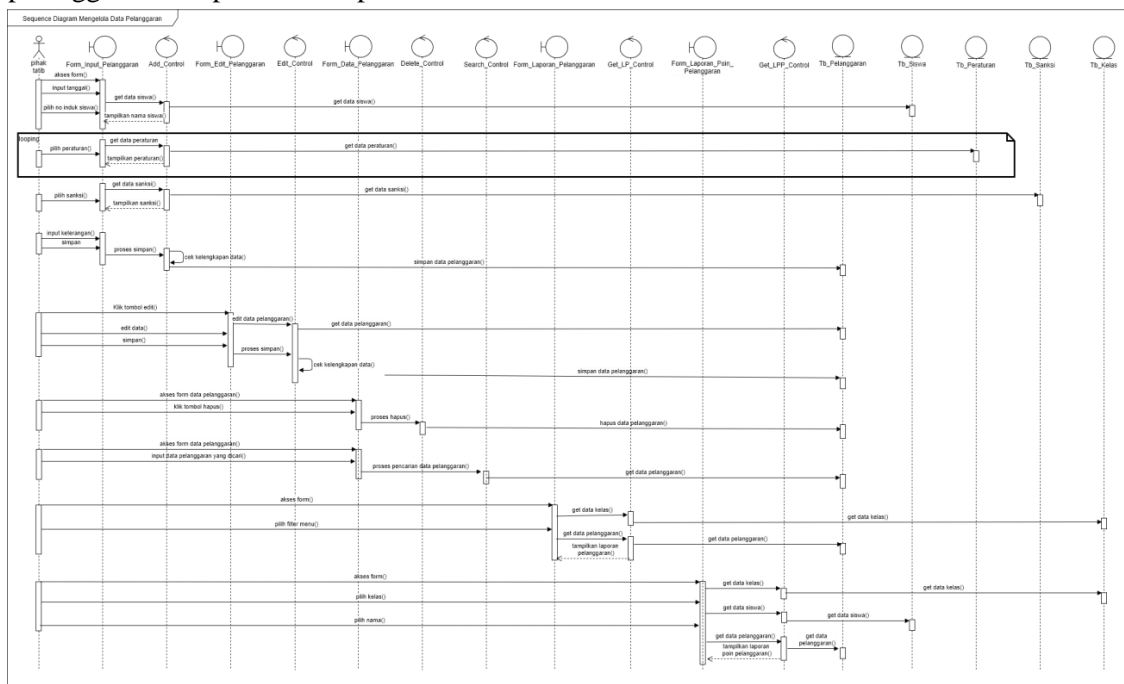 Sequence Diagram Mengelola Data Pelanggaran
pihak
tatib
Form_Input_Pelanggaran
Add_Control
Form_Edit_Pelanggaran
Edit_Control
Form_Data_Pelanggaran
Delete_Control
Search_Control
Form_Laporan_Pelanggaran
Get_LP_Control
Form_Laporan_Poin_
Pelanggaran
Get_LPP_Control
Tb_Pelanggaran
Tb_Siswa
Tb_Peraturan
Tb_Sanksi
Tb_Kelas
akses form()
input tanggal()
get data siswa()
get data siswa()
pilih no induk siswa()
tampilkan nama siswa()
looping
get data peraturan
get data peraturan()
pilih peraturan()
tampilkan peraturan()
get data sanksi()
get data sanksi()
pilih sanksi()
tampilkan sanksi()
input keterangan()
simpan
proses simpan()
cek kelengkapan data()
simpan data pelanggaran()
Klik tombol edit()
edit data pelanggaran()
get data pelanggaran()
edit data()
simpan()
proses simpan()
cek kelengkapan data()
simpan data pelanggaran()
akses form data pelanggaran()
klik tombol hapus()
proses hapus()
hapus data pelanggaran()
akses form data pelanggaran()
input data pelanggaran yang dicari()
proses pencarian data pelanggaran()
get data pelanggaran()
akses form()
get data kelas()
get data kelas()
pilih filter menu()
get data pelanggaran()
get data pelanggaran()
tampilkan laporan
pelanggaran()
akses form()
get data kelas()
get data kelas()
pilih kelas()
get data siswa()
get data siswa()
pilih nama()
get data pelanggaran()
get data
pelanggaran()
tampilkan laporan
poin pelanggaran()